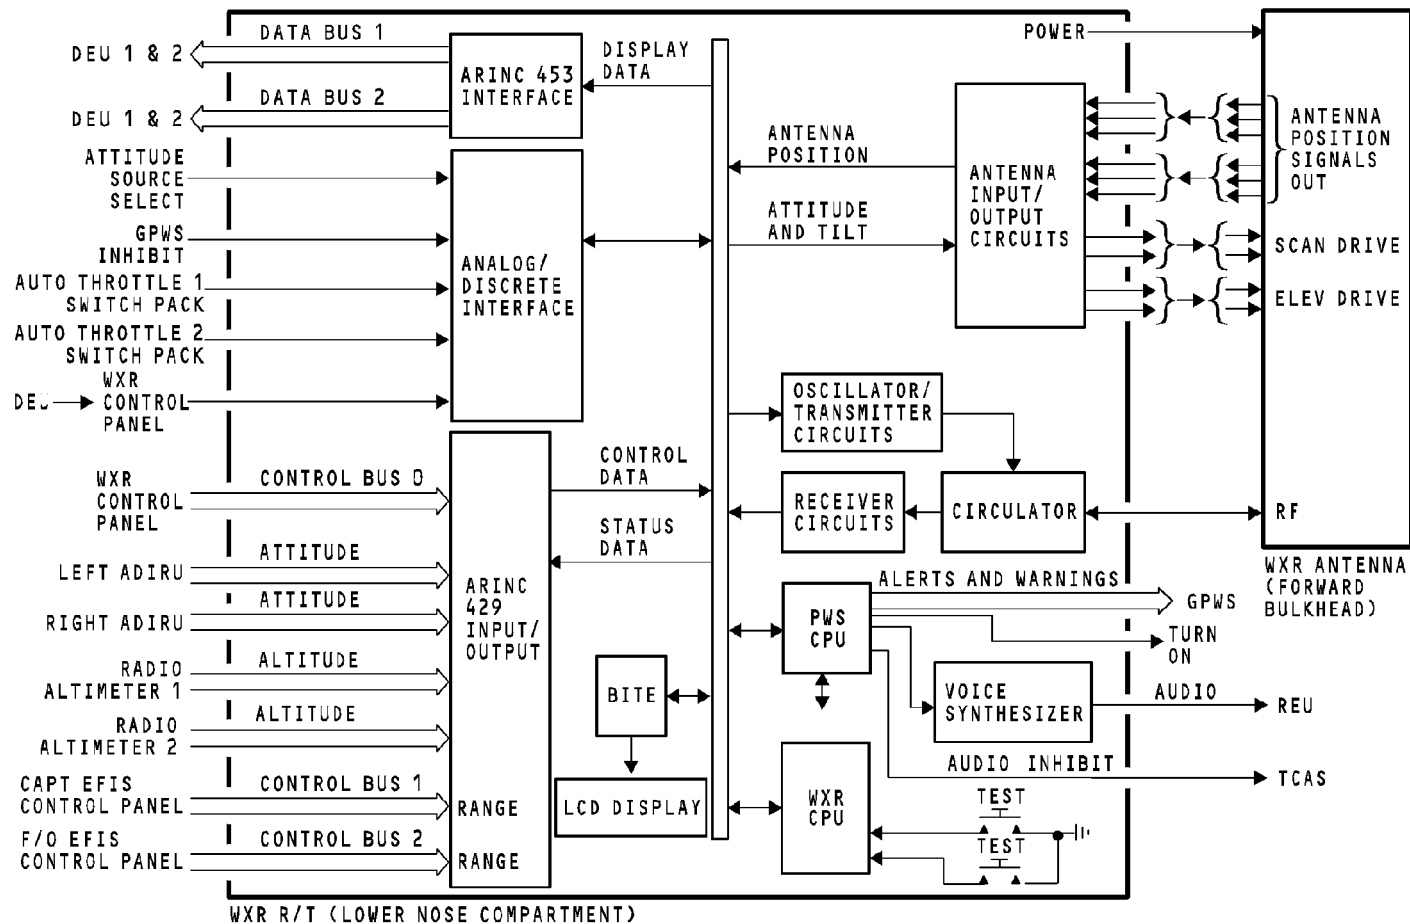 DATA BUS 1
DEU 1 & 2
DATA BUS 2
DEU 1 & 2
ARINC 453
INTERFACE
DISPLAY
DATA
POWER
ATTITUDE
SOURCE
SELECT
GPWS
INHIBIT
AUTO THROTTLE 1
SWITCH PACK
AUTO THROTTLE 2
SWITCH PACK
WXR
CONTROL
PANEL
ANALOG/
DISCRETE
INTERFACE
ANTENNA
POSITION
ATTITUDE
AND TILT
ANTENNA
INPUT/
OUTPUT
CIRCUITS
ANTENNA
POSITION
SIGNALS
OUT
SCAN DRIVE
ELEV DRIVE
OSCILLATOR/
TRANSMITTER
CIRCUITS
RECEIVER
CIRCUITS
CIRCULATOR
RF
WXR ANTENNA
(FORWARD
BULKHEAD)
WXR
CONTROL
PANEL
CONTROL BUS 0
LEFT ADIRU
ATTITUDE
RIGHT ADIRU
ATTITUDE
RADIO
ALTIMETER 1
ALTITUDE
RADIO
ALTIMETER 2
ALTITUDE
CAPT EFIS
CONTROL PANEL
CONTROL BUS 1
F/O EFIS
CONTROL PANEL
CONTROL BUS 2
ARINC
429
INPUT/
OUTPUT
RANGE
RANGE
CONTROL
DATA
STATUS
DATA
BITE
LCD DISPLAY
PWS
CPU
ALERTS AND WARNINGS
GPWS
TURN
ON
VOICE
SYNTHESIZER
AUDIO
REU
AUDIO INHIBIT
TCAS
WXR
CPU
TEST
TEST
WXR R/T (LOWER NOSE COMPARTMENT)